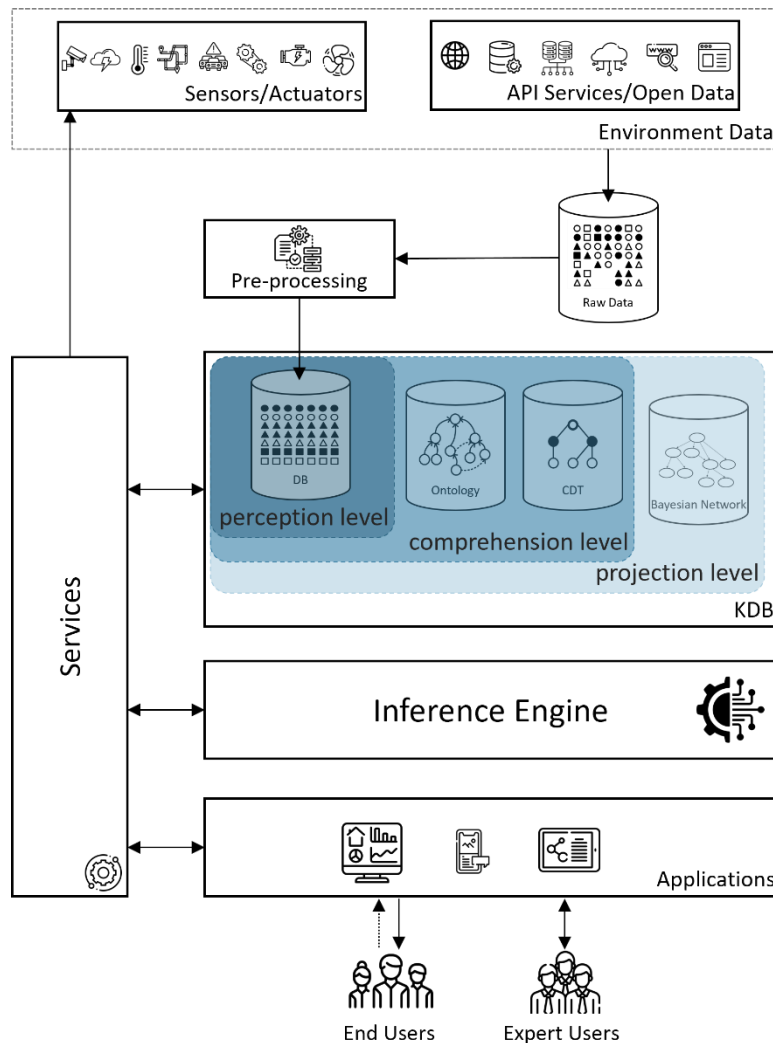 Sensors/Actuators
API Services/Open Data
www
Environment Data
Raw Data
Pre-processing
DB
Ontology
CDT
Bayesian Network
perception level
comprehension level
projection level
KDB
Services
Inference Engine
Applications
End Users
Expert Users